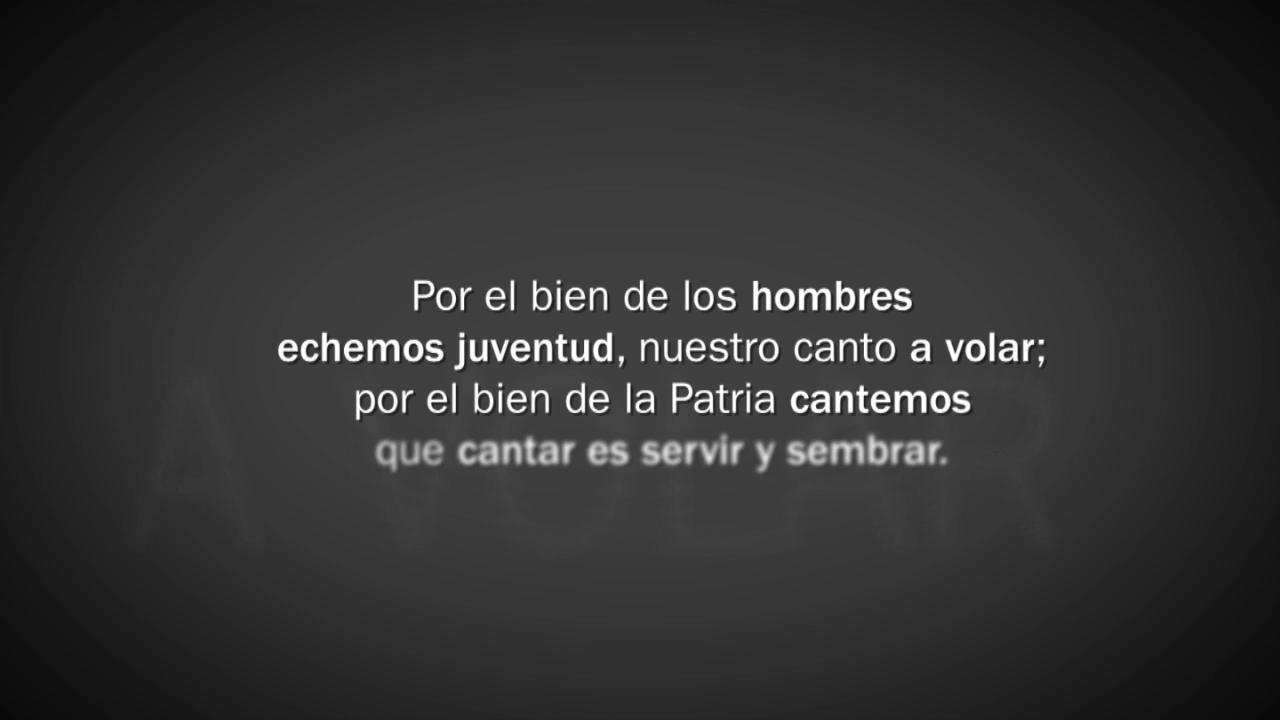 Por el bien de los hombres
echemos juventud, nuestro canto a volar;
por el bien de la Patria cantemos
que cantar es servir y sembrar.
A VOLAR